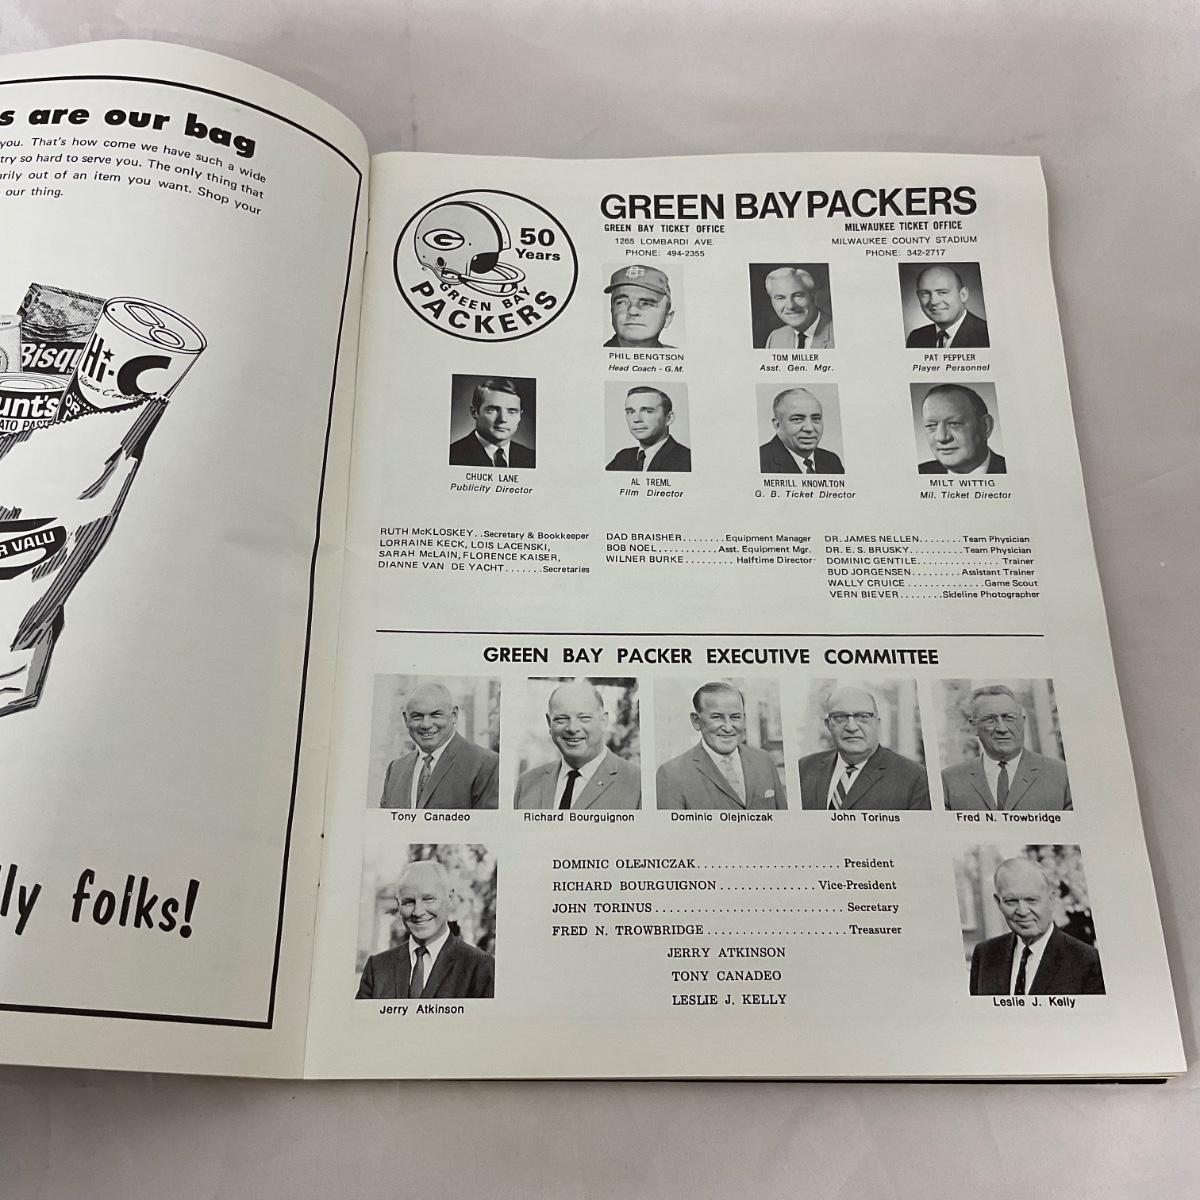 s are our bag
you. That's how come we have such a wide
try so hard to serve you. The only thing that
arily out of an item you want. Shop your
our thing.
Bisqu
Hi-C
unt's
ATO PAST
R VALU
lly folks!
50
Years
GREEN BAY
PACKERS
GREEN BAY PACKERS
GREEN BAY TICKET OFFICE
1265 LOMBARDI AVE.
PHONE: 494-2355
MILWAUKEE TICKET OFFICE
MILWAUKEE COUNTY STADIUM
PHONE: 342-2717
PHIL BENGTSON
Head Coach - G.M.
TOM MILLER
Asst. Gen. Mgr.
PAT PEPPLER
Player Personnel
CHUCK LANE
Publicity Director
AL TREML
Film Director
MERRILL KNOWLTON
G. B. Ticket Director
MILT WITTIG
Mil. Ticket Director
RUTH McKLOSKEY..Secretary & Bookkeeper
LORRAINE KECK, LOIS LACENSKI,
SARAH McLAIN, FLORENCE KAISER,
DIANNE VAN DE YACHT.......Secretaries
DAD BRAISHER.......Equipment Manager
BOB NOEL..........Asst. Equipment Mgr.
WILNER BURKE.........Halftime Director
DR. JAMES NELLEN.......Team Physician
DR. E. S. BRUSKY..........Team Physician
DOMINIC GENTILE..............Trainer
BUD JORGENSEN.........Assistant Trainer
WALLY CRUICE..............Game Scout
VERN BIEVER........Sideline Photographer
GREEN BAY PACKER EXECUTIVE COMMITTEE
Tony Canadeo
Richard Bourguignon
Dominic Olejniczak
John Torinus
Fred N. Trowbridge
DOMINIC OLEJNICZAK.....................President
RICHARD BOURGUIGNON..............Vice-President
JOHN TORINUS...........................Secretary
FRED N. TROWBRIDGE....................Treasurer
JERRY ATKINSON
TONY CANADEO
LESLIE J. KELLY
Jerry Atkinson
Leslie J. Kelly